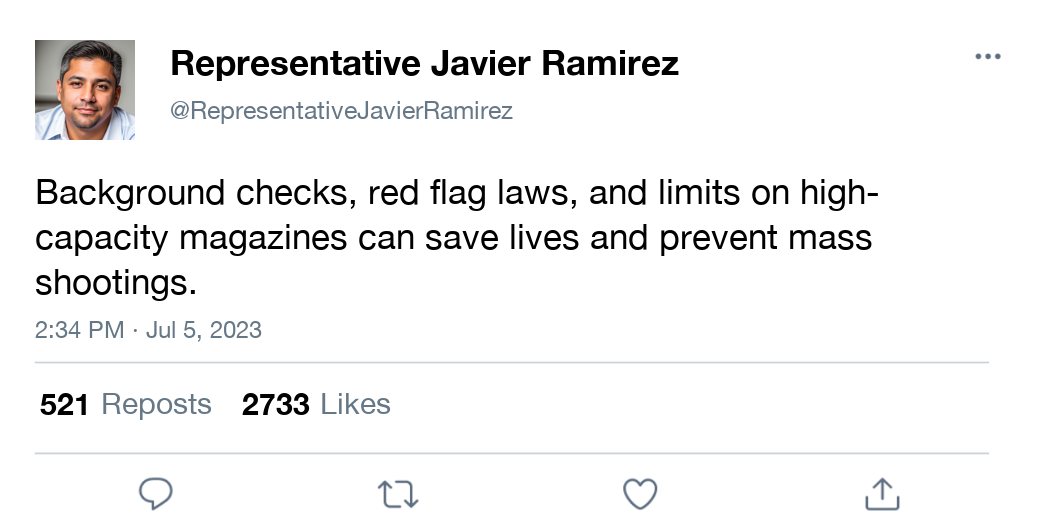 Representative Javier Ramirez
@RepresentativeJavierRamirez
Background checks, red flag laws, and limits on high-
capacity magazines can save lives and prevent mass
shootings.
2:34 PM · Jul 5, 2023
521 Reposts 2733 Likes